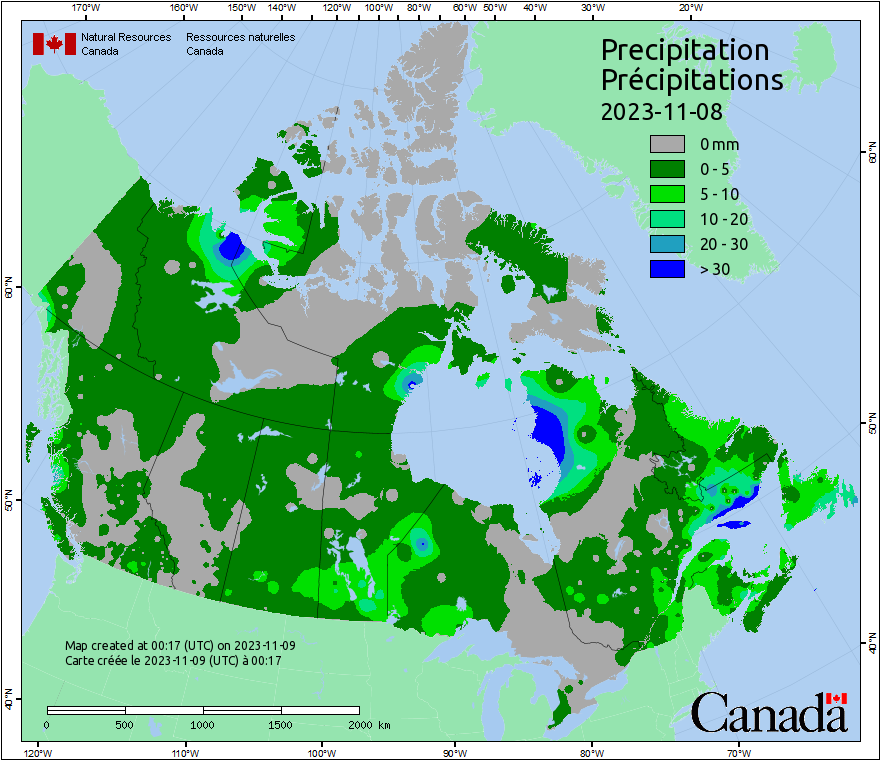 170°W 160°W 150°W 140°W 130°W 120°W 110°W 100°W 90°W 80°W 60°W 50°W 40°W 30°W 20°W
Natural Resources Ressources naturelles
Canada Canada
Precipitation
Précipitations
2023-11-08
0 mm
0 - 5
5 - 10
10 - 20
20 - 30
> 30
60°N
60°N
50°N
50°N
40°N
40°N
Map created at 00:17 (UTC) on 2023-11-09
Carte créée le 2023-11-09 (UTC) à 00:17
0 500 1000 1500 2000 km
Canada
120°W 110°W 100°W 90°W 80°W 70°W